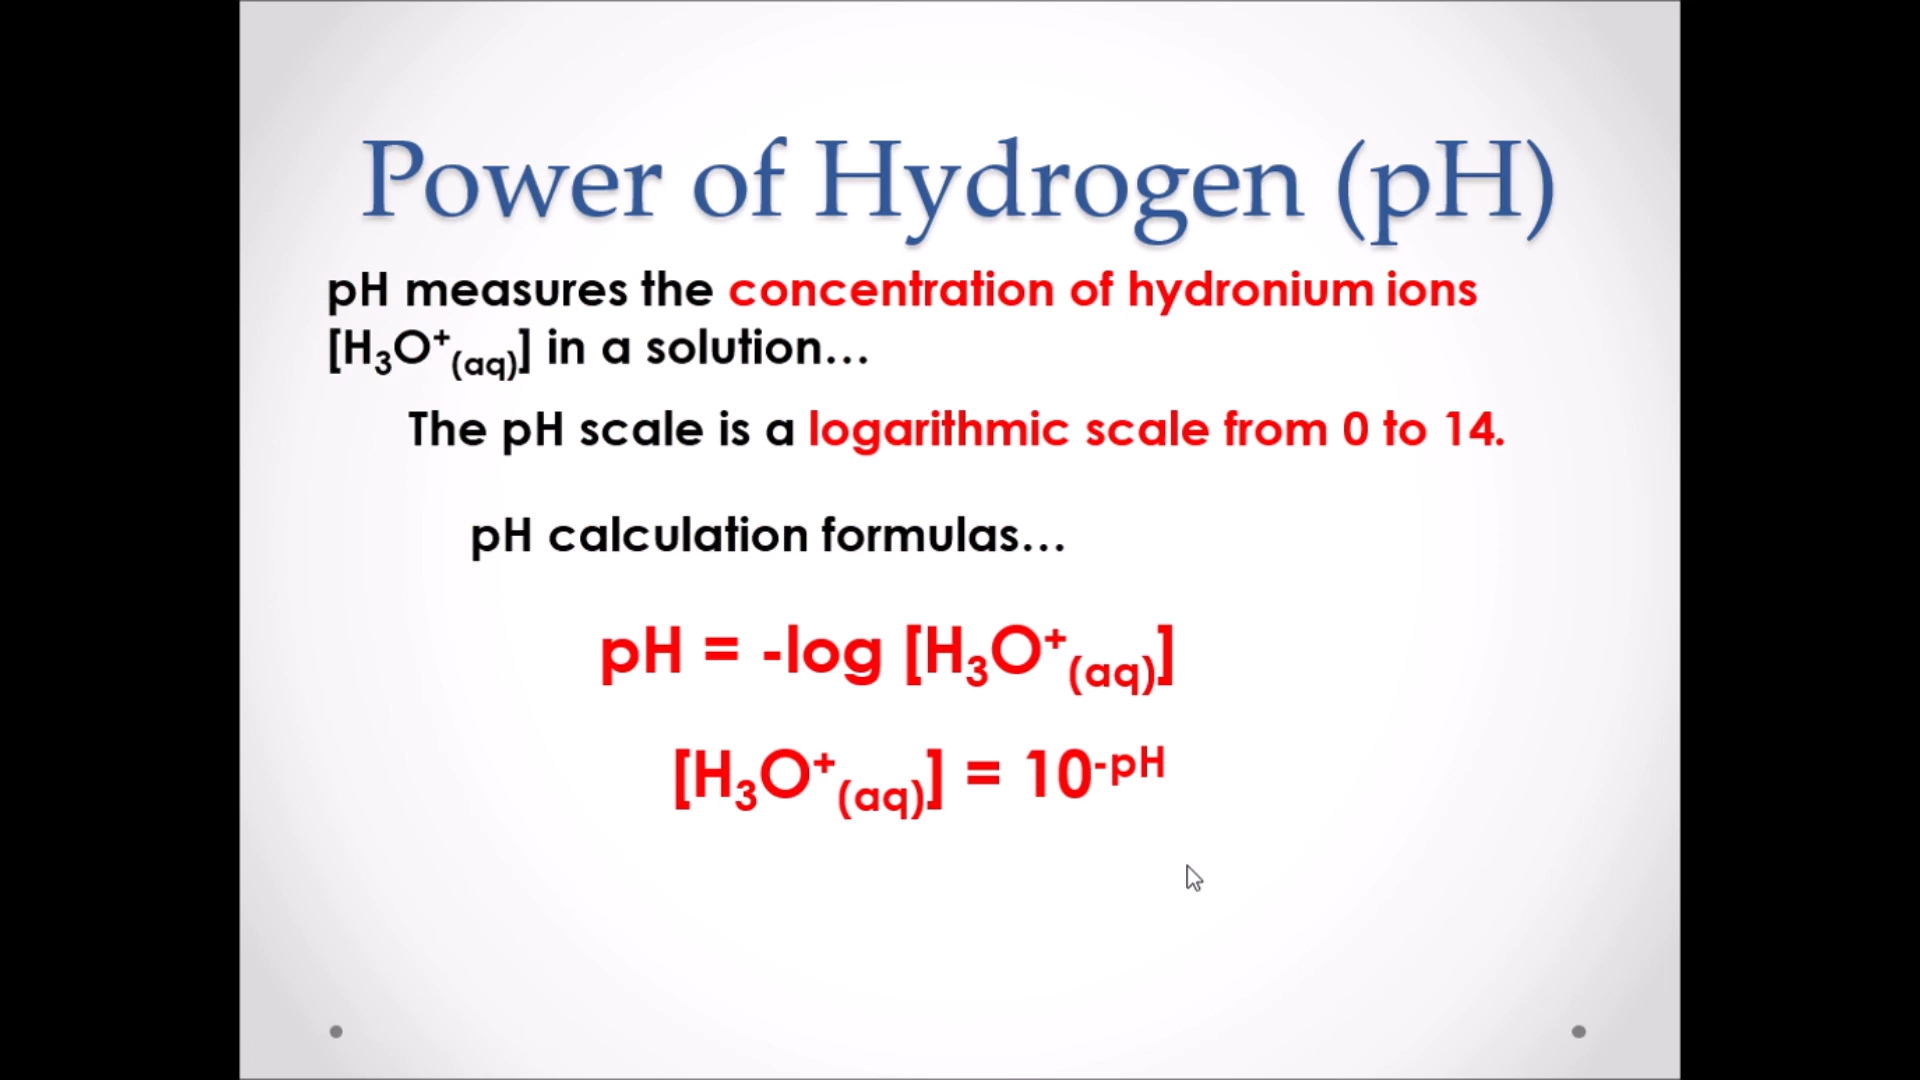 Power of Hydrogen (pH)
pH measures the concentration of hydronium ions
[H₃O⁺₍aq₎] in a solution…
The pH scale is a logarithmic scale from 0 to 14.
pH calculation formulas…
pH = -log [H₃O⁺₍aq₎]
[H₃O⁺₍aq₎] = 10⁻ᵖᴴ